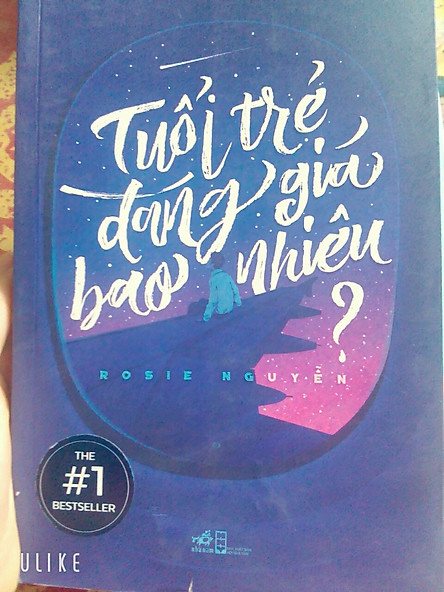 Tuổi trẻ
đáng giá
bao nhiêu
?
ROSIE NGUYỄN
THE
#1
BESTSELLER
ULIKE